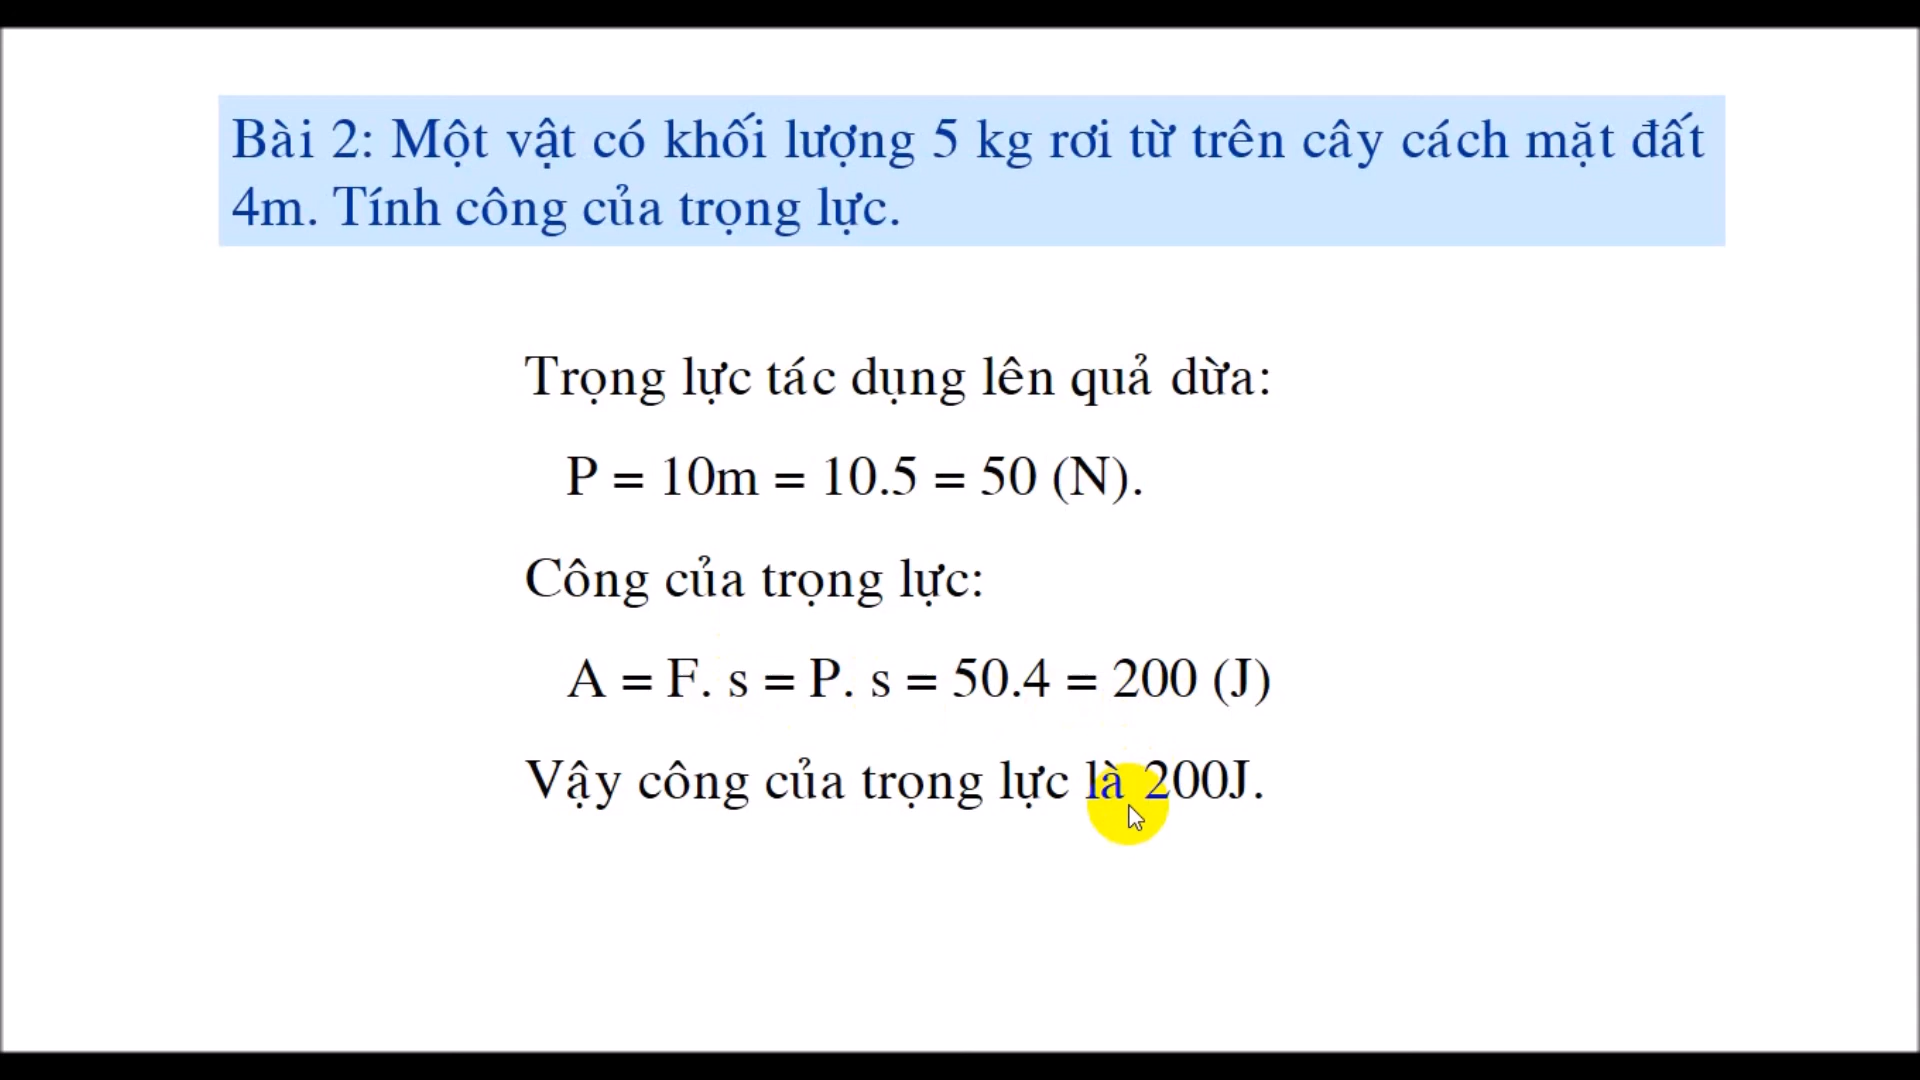 Bài 2: Một vật có khối lượng 5 kg rơi từ trên cây cách mặt đất
4m. Tính công của trọng lực.
Trọng lực tác dụng lên quả dừa:
P = 10m = 10.5 = 50 (N).
Công của trọng lực:
A = F. s = P. s = 50.4 = 200 (J)
Vậy công của trọng lực là 200J.